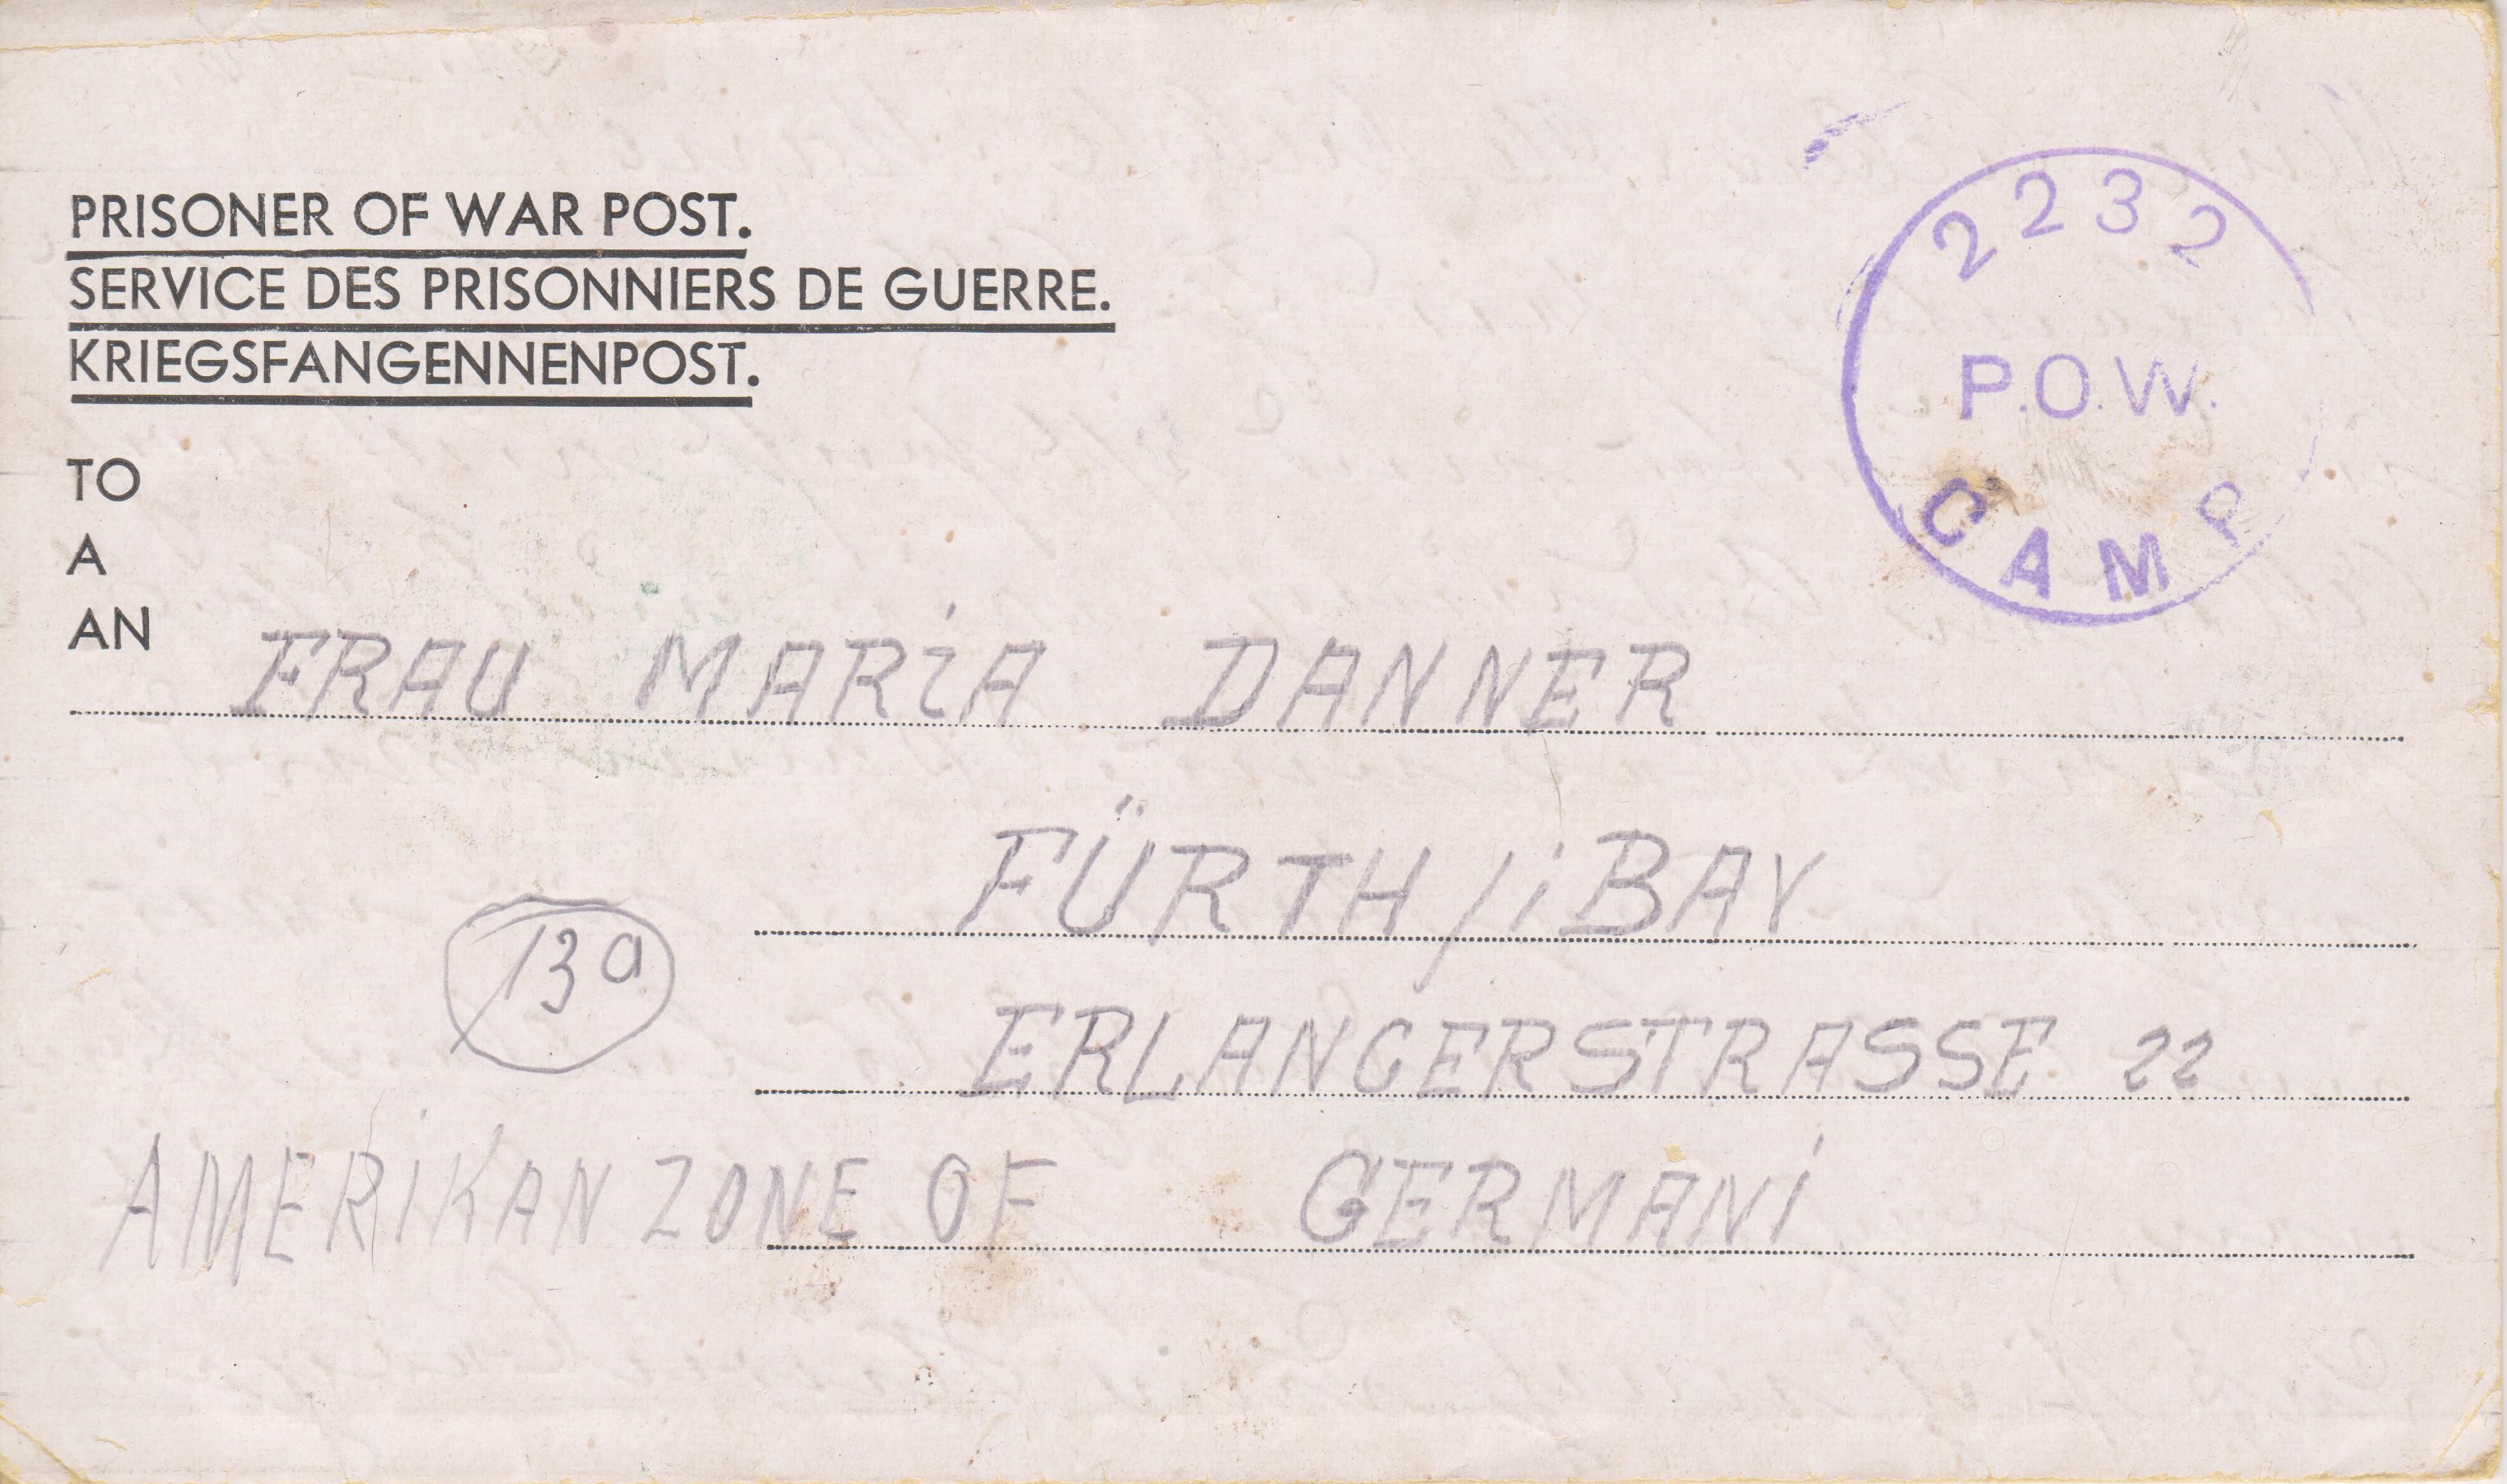 PRISONER OF WAR POST.
SERVICE DES PRISONNIERS DE GUERRE.
KRIEGSFANGENNENPOST.
2232
P.O.W.
CAMP
TO
A
AN
FRAU MARiA DANNER
FÜRTH/iBAY
13a
ERLANGERSTRASSE 22
AMERiKAN ZONE OF GERMANi